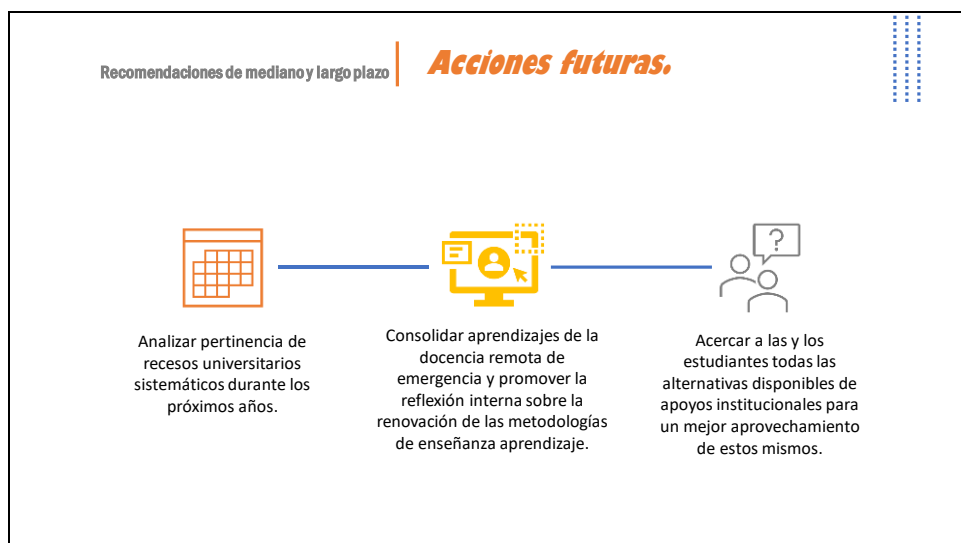 Recomendaciones de mediano y largo plazo
Acciones futuras.
?
Analizar pertinencia de
recesos universitarios
sistemáticos durante los
próximos años.
Consolidar aprendizajes de la
docencia remota de
emergencia y promover la
reflexión interna sobre la
renovación de las metodologías
de enseñanza aprendizaje.
Acercar a las y los
estudiantes todas las
alternativas disponibles de
apoyos institucionales para
un mejor aprovechamiento
de estos mismos.